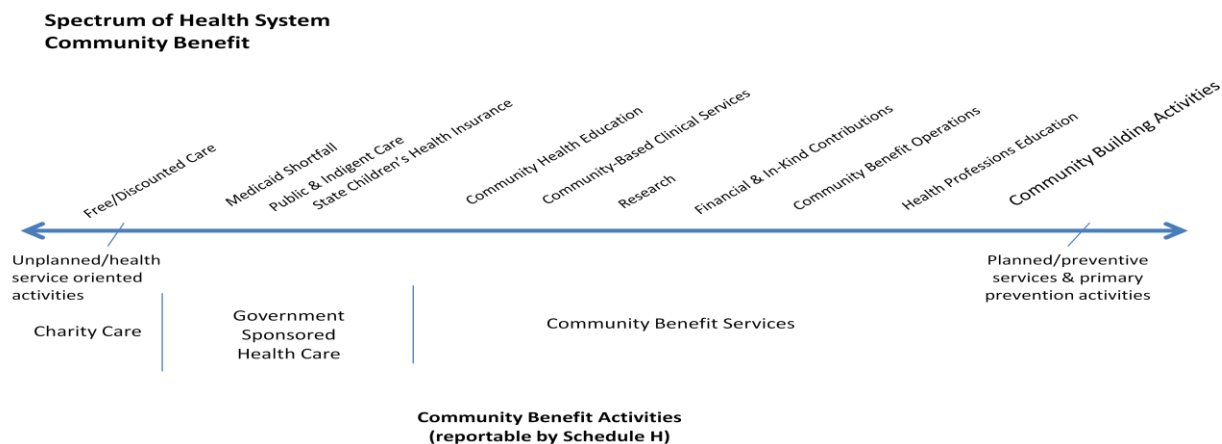 Spectrum of Health System
Community Benefit
Free/Discounted Care
Medicaid Shortfall
Public & Indigent Care
State Children's Health Insurance
Community Health Education
Community-Based Clinical Services
Research
Financial & In-Kind Contributions
Community Benefit Operations
Health Professions Education
Community Building Activities
Unplanned/health
service oriented
activities
Planned/preventive
services & primary
prevention activities
Charity Care
Government
Sponsored
Health Care
Community Benefit Services
Community Benefit Activities
(reportable by Schedule H)